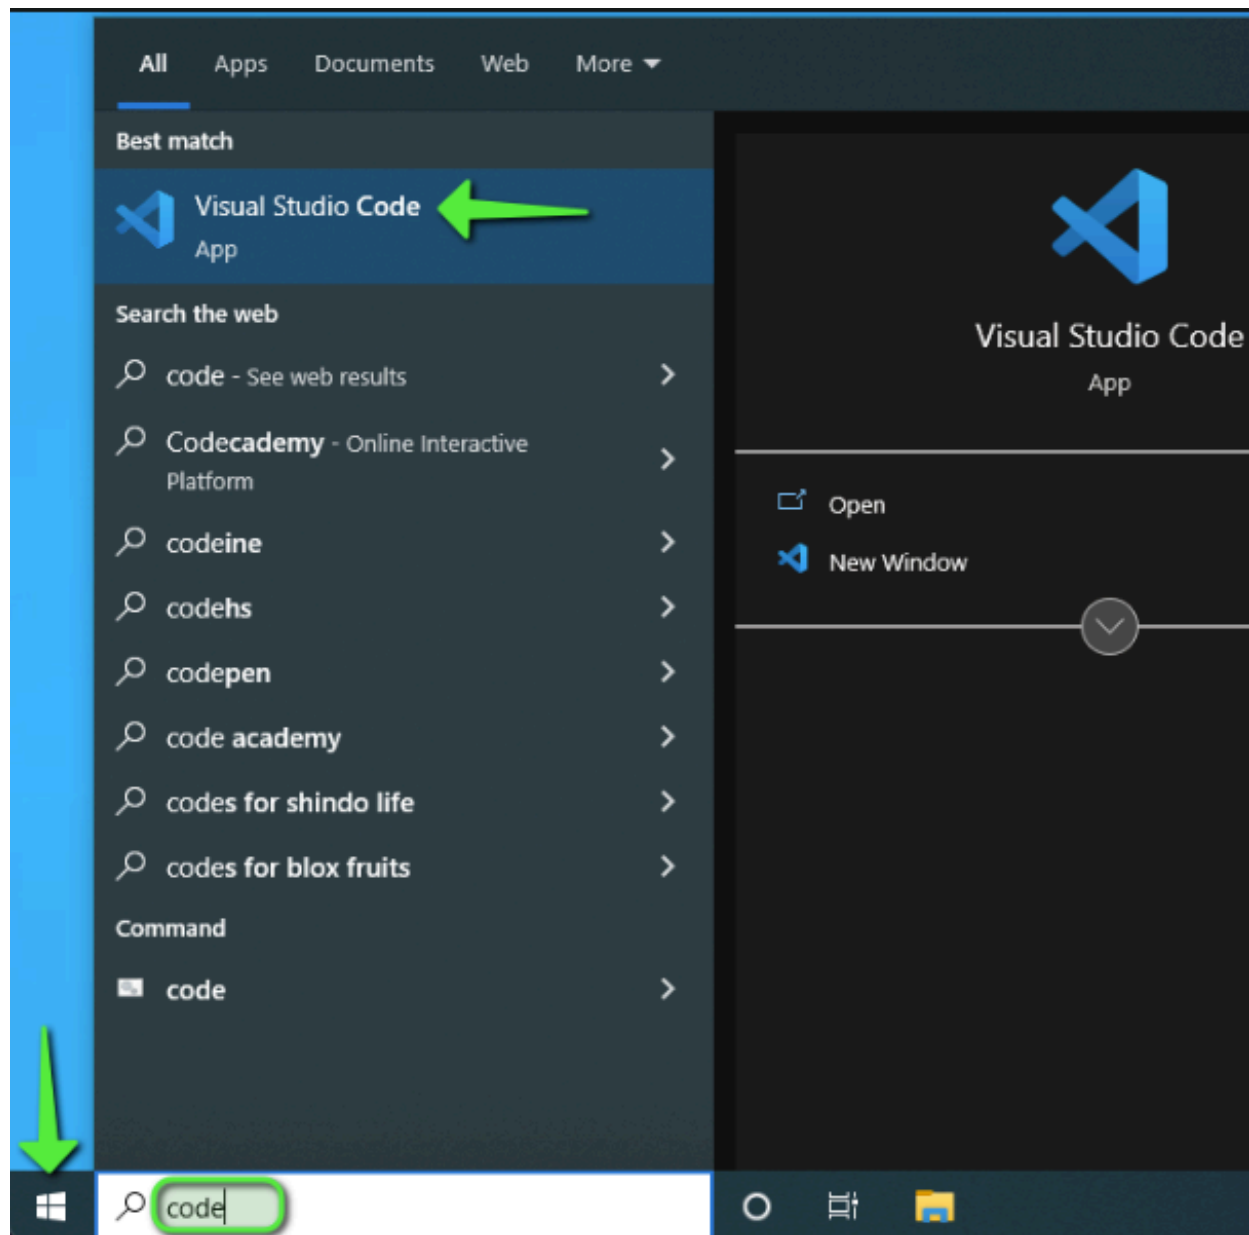 All Apps Documents Web More
Best match
Visual Studio Code
App
Search the web
code - See web results
Codecademy - Online Interactive
Platform
codeine
codehs
codepen
code academy
codes for shindo life
codes for blox fruits
Command
code
code
Visual Studio Code
App
Open
New Window